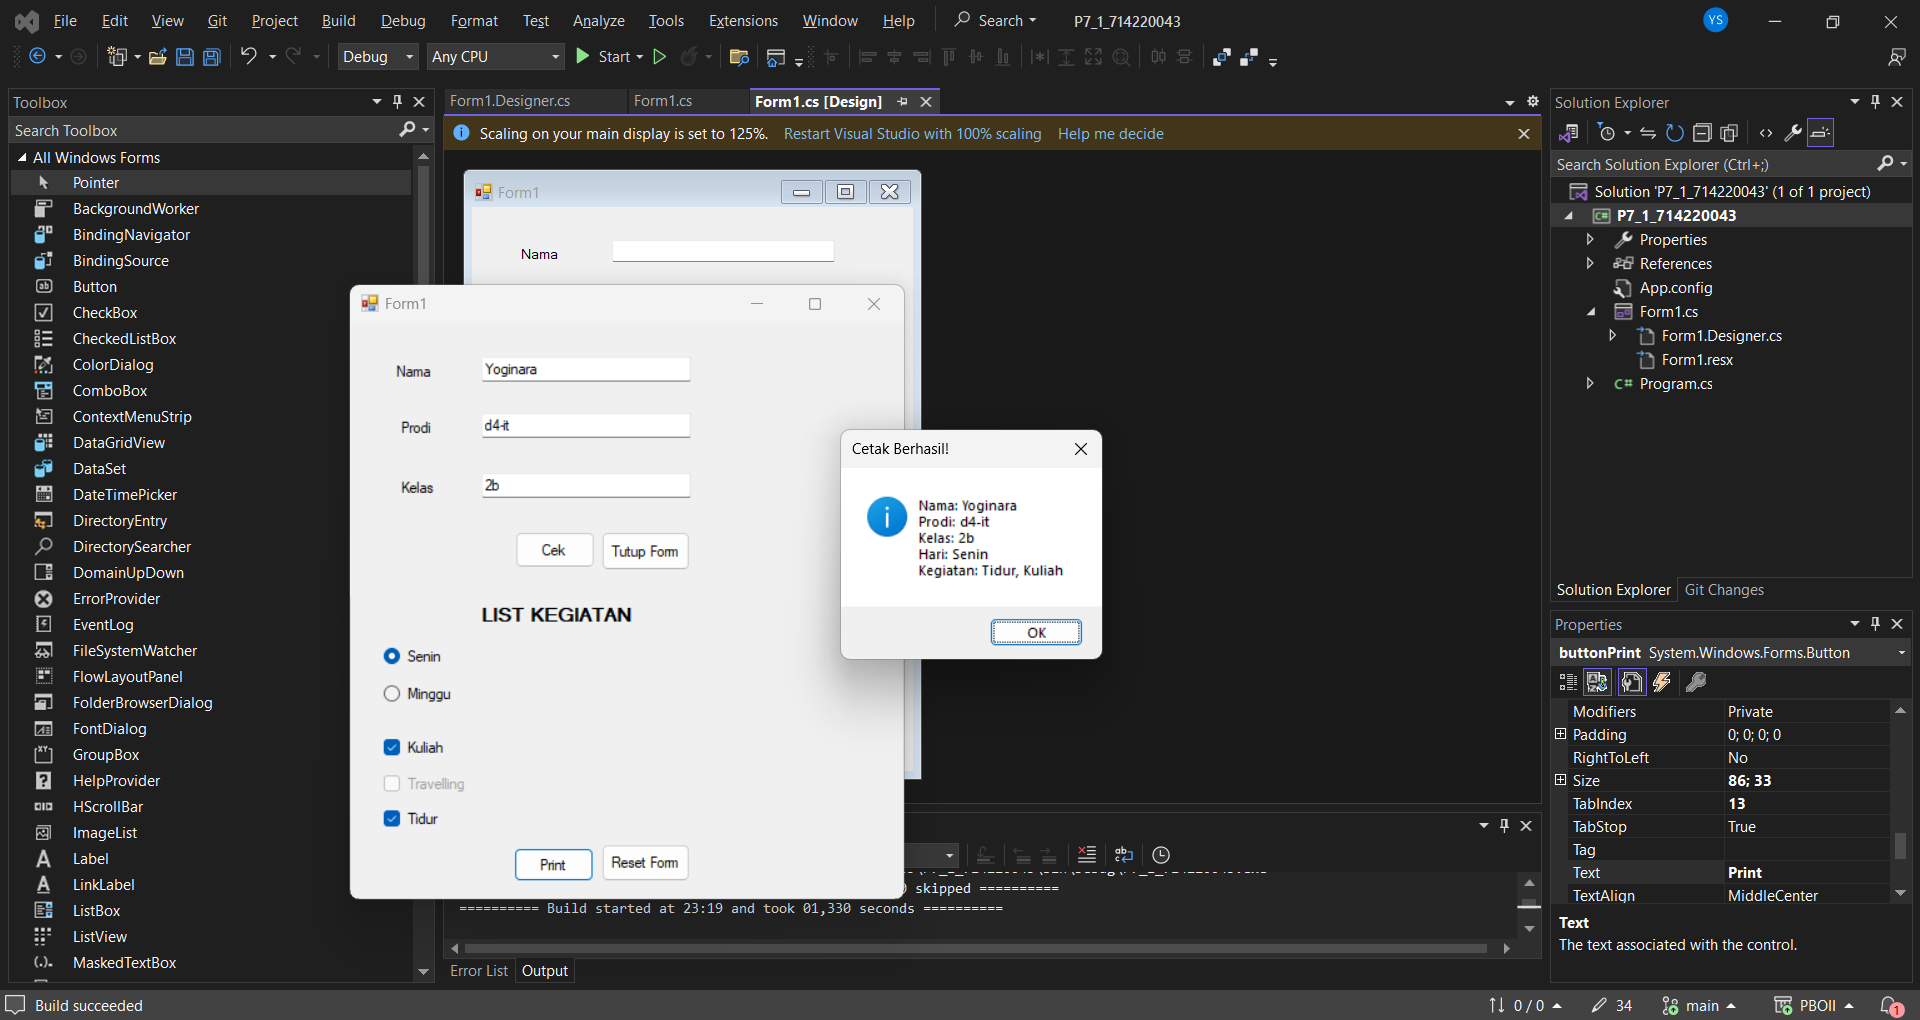 File Edit View Git Project Build Debug Format Test Analyze Tools Extensions Window Help Search P7_1_714220043 YS
Debug Any CPU Start
Toolbox
Search Toolbox
All Windows Forms
Pointer
BackgroundWorker
BindingNavigator
BindingSource
Button
CheckBox
CheckedListBox
ColorDialog
ComboBox
ContextMenuStrip
DataGridView
DataSet
DateTimePicker
DirectoryEntry
DirectorySearcher
DomainUpDown
ErrorProvider
EventLog
FileSystemWatcher
FlowLayoutPanel
FolderBrowserDialog
FontDialog
GroupBox
HelpProvider
HScrollBar
ImageList
Label
LinkLabel
ListBox
ListView
MaskedTextBox
Form1.Designer.cs Form1.cs Form1.cs [Design]
Scaling on your main display is set to 125%. Restart Visual Studio with 100% scaling Help me decide
Form1
Nama
Form1
Nama Yoginara
Prodi d4-it
Kelas 2b
Cek Tutup Form
LIST KEGIATAN
Senin
Minggu
Kuliah
Travelling
Tidur
Print Reset Form
Cetak Berhasil!
Nama: Yoginara
Prodi: d4-it
Kelas: 2b
Hari: Senin
Kegiatan: Tidur, Kuliah
OK
skipped ==========
========== Build started at 23:19 and took 01,330 seconds ==========
Error List Output
Solution Explorer
Search Solution Explorer (Ctrl+;)
Solution 'P7_1_714220043' (1 of 1 project)
P7_1_714220043
Properties
References
App.config
Form1.cs
Form1.Designer.cs
Form1.resx
C# Program.cs
Solution Explorer Git Changes
Properties
buttonPrint System.Windows.Forms.Button
Modifiers Private
Padding 0; 0; 0; 0
RightToLeft No
Size 86; 33
TabIndex 13
TabStop True
Tag
Text Print
TextAlign MiddleCenter
Text
The text associated with the control.
Build succeeded 0 / 0 34 main PBOII 1